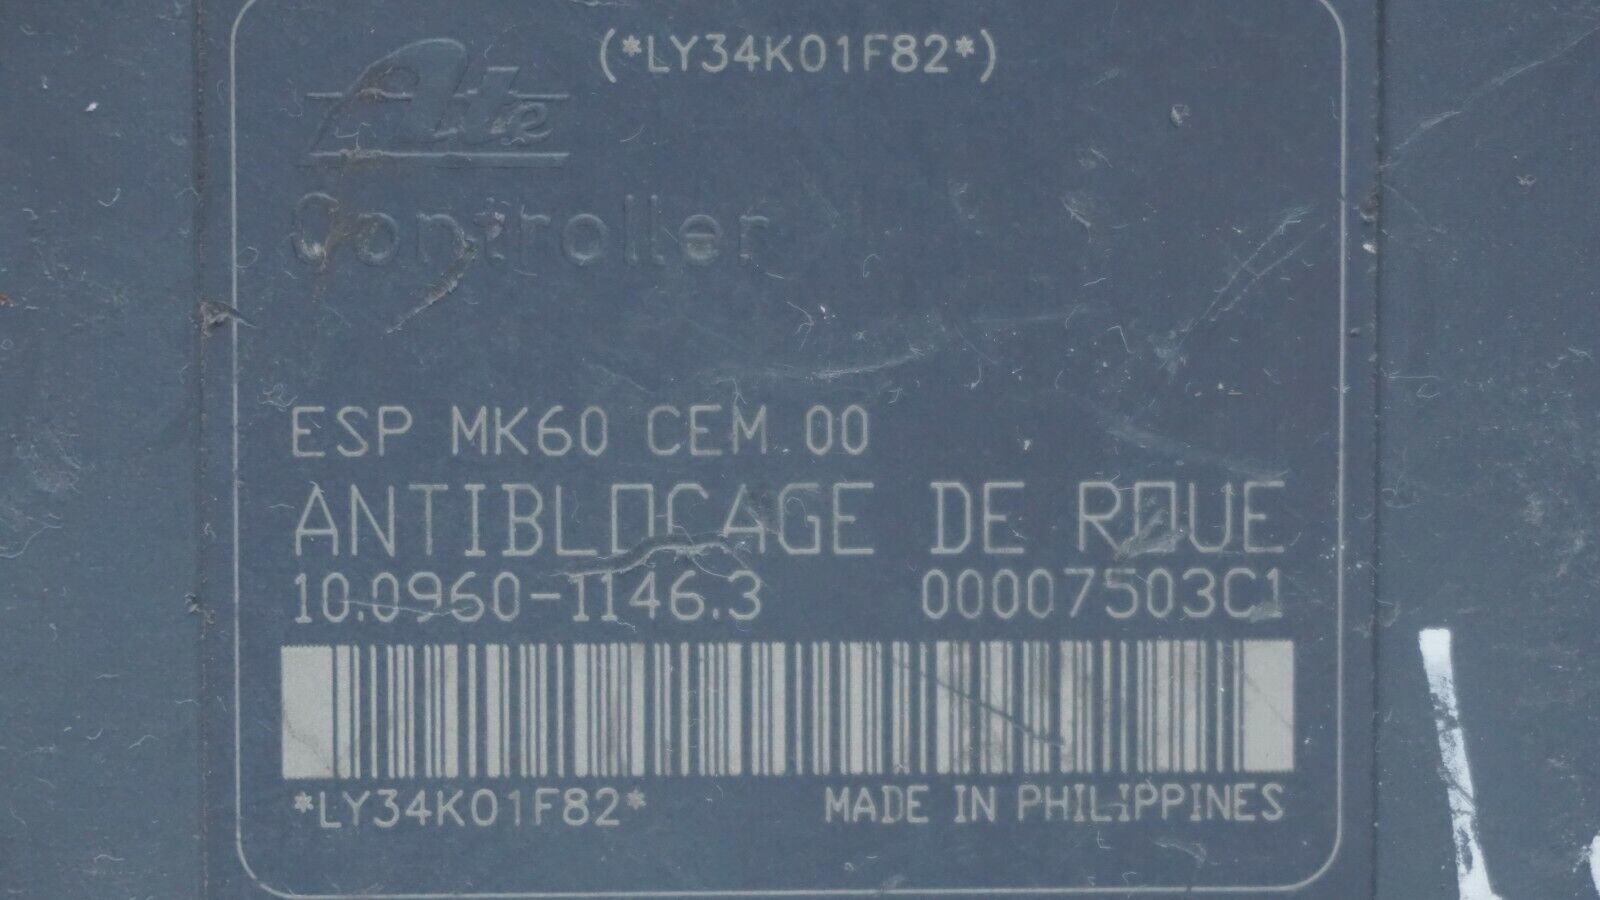 (*LY34K01F82*)
Ate
Controller
ESP MK60 CEM 00
ANTIBLOCAGE DE ROUE
10.0960-1146.3 00007503C1
*LY34K01F82* MADE IN PHILIPPINES